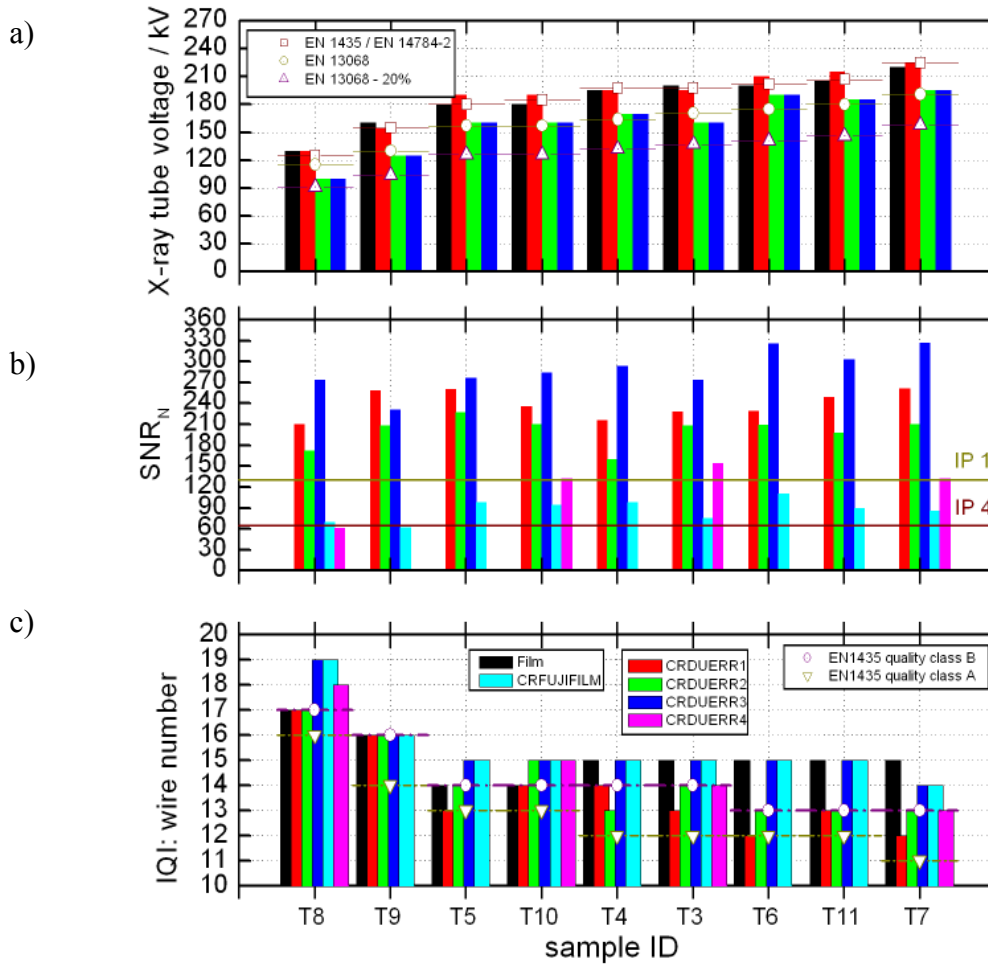 a)
X-ray tube voltage / kV
270
240
210
180
150
120
90
60
30
0
EN 1435 / EN 14784-2
EN 13068
EN 13068 - 20%
b)
SNR_N
360
330
300
270
240
210
180
150
120
90
60
30
0
IP 1
IP 4
c)
IQI: wire number
20
19
18
17
16
15
14
13
12
11
10
Film
CRFUJIFILM
CRDUERR1
CRDUERR2
CRDUERR3
CRDUERR4
EN1435 quality class B
EN1435 quality class A
T8 T9 T5 T10 T4 T3 T6 T11 T7
sample ID